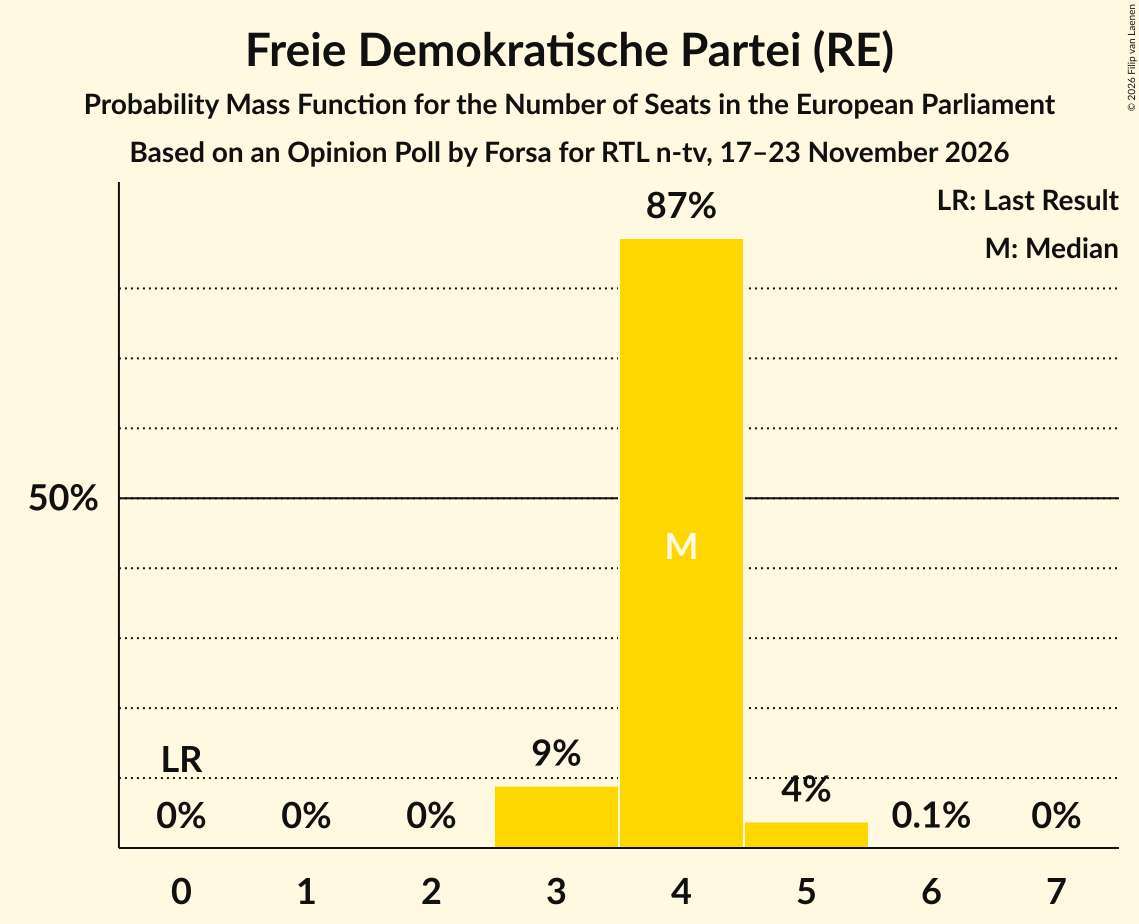 Freie Demokratische Partei (RE)
Probability Mass Function for the Number of Seats in the European Parliament
Based on an Opinion Poll by Forsa for RTL n-tv, 17–23 November 2026
© 2026 Filip van Laenen
LR: Last Result
M: Median
87%
50%
M
LR
9%
4%
0%
0%
0%
0.1%
0%
0
1
2
3
4
5
6
7